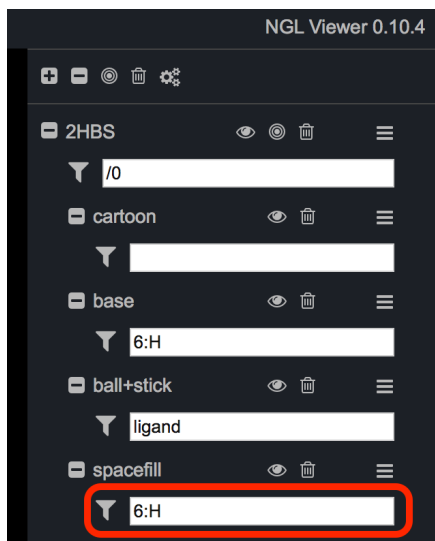 NGL Viewer 0.10.4
2HBS
/0
cartoon
base
6:H
ball+stick
ligand
spacefill
6:H